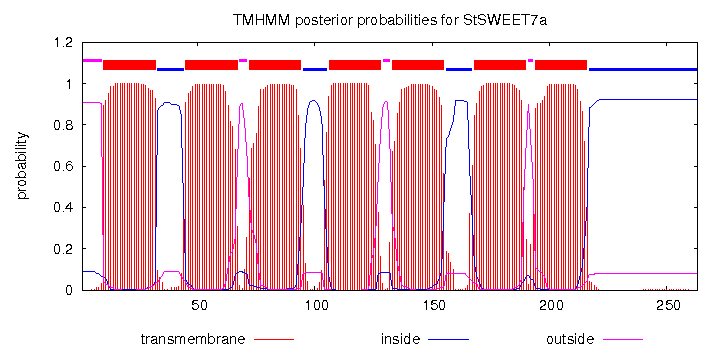 TMHMM posterior probabilities for StSWEET7a
1.2
1
0.8
0.6
0.4
0.2
0
probability
50 100 150 200 250
transmembrane inside outside